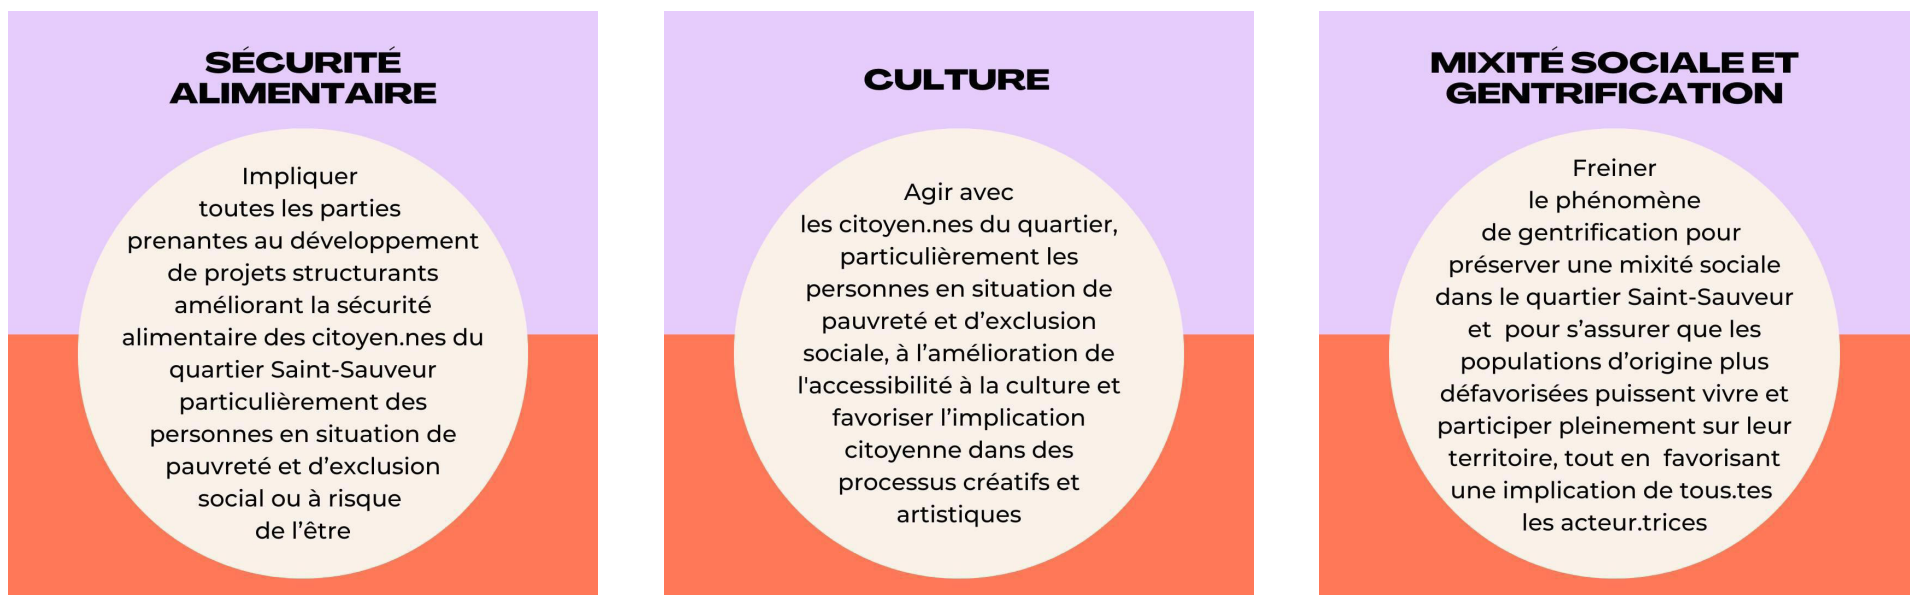 SÉCURITÉ
ALIMENTAIRE
Impliquer
toutes les parties
prenantes au développement
de projets structurants
améliorant la sécurité
alimentaire des citoyen.nes du
quartier Saint-Sauveur
particulièrement des
personnes en situation de
pauvreté et d’exclusion
social ou à risque
de l’être
CULTURE
Agir avec
les citoyen.nes du quartier,
particulièrement les
personnes en situation de
pauvreté et d’exclusion
sociale, à l’amélioration de
l'accessibilité à la culture et
favoriser l’implication
citoyenne dans des
processus créatifs et
artistiques
MIXITÉ SOCIALE ET
GENTRIFICATION
Freiner
le phénomène
de gentrification pour
préserver une mixité sociale
dans le quartier Saint-Sauveur
et  pour s’assurer que les
populations d’origine plus
défavorisées puissent vivre et
participer pleinement sur leur
territoire, tout en  favorisant
une implication de tous.tes
les acteur.trices